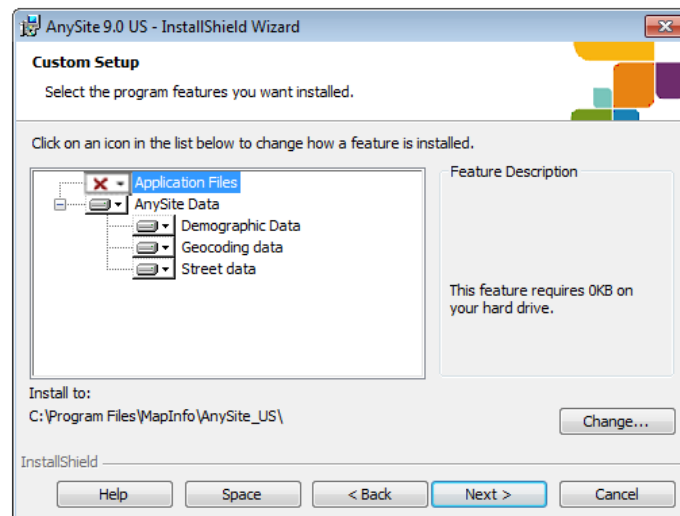 AnySite 9.0 US - InstallShield Wizard
Custom Setup
Select the program features you want installed.
Click on an icon in the list below to change how a feature is installed.
Application Files
AnySite Data
Demographic Data
Geocoding data
Street data
Feature Description
This feature requires 0KB on
your hard drive.
Install to:
C:\Program Files\MapInfo\AnySite_US\
Change...
InstallShield
Help
Space
< Back
Next >
Cancel